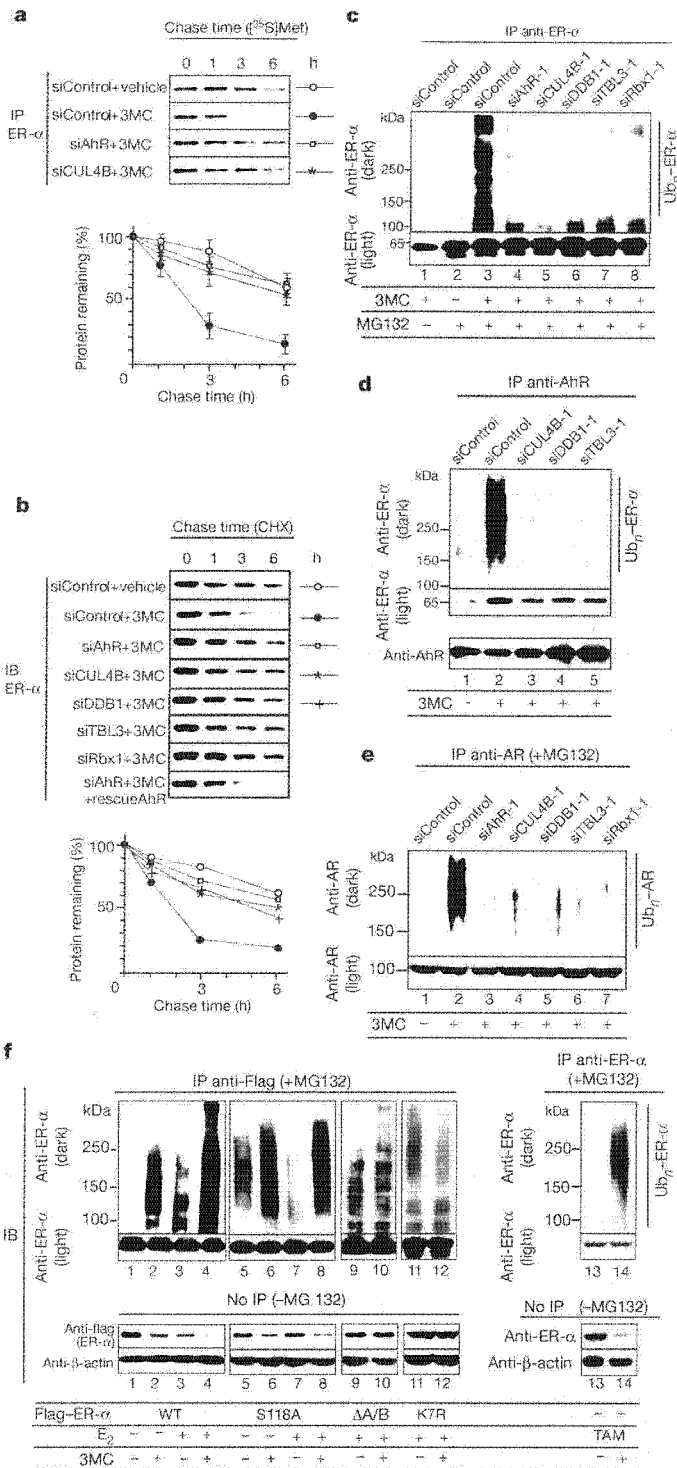 a
Chase time ([³⁵S]Met)
0 1 3 6 h
IP
ER-α
siControl+vehicle
siControl+3MC
siAhR+3MC
siCUL4B+3MC
Protein remaining (%)
100
50
0 3 6
Chase time (h)
b
Chase time (CHX)
0 1 3 6 h
IB
ER-α
siControl+vehicle
siControl+3MC
siAhR+3MC
siCUL4B+3MC
siDDB1+3MC
siTBL3+3MC
siRbx1+3MC
siAhR+3MC
+rescueAhR
Protein remaining (%)
100
50
0 3 6
Chase time (h)
c
IP anti-ER-α
siControl siControl siControl siAhR-1 siCUL4B-1 siDDB1-1 siTBL3-1 siRbx1-1
kDa
250
150
100
65
Anti-ER-α (dark)
Anti-ER-α (light)
Ubn–ER-α
1 2 3 4 5 6 7 8
3MC + − + + + + + +
MG132 − + + + + + + +
d
IP anti-AhR
siControl siControl siCUL4B-1 siDDB1-1 siTBL3-1
kDa
250
150
100
65
Anti-ER-α (dark)
Anti-ER-α (light)
Ubn–ER-α
Anti-AhR
1 2 3 4 5
3MC - + + + +
e
IP anti-AR (+MG132)
siControl siControl siAhR-1 siCUL4B-1 siDDB1-1 siTBL3-1 siRbx1-1
kDa
250
150
100
Anti-AR (dark)
Anti-AR (light)
Ubn–AR
1 2 3 4 5 6 7
3MC − + + + + + +
f
IB
IP anti-Flag (+MG132)
kDa
250
150
100
Anti-ER-α (dark)
Anti-ER-α (light)
1 2 3 4 5 6 7 8 9 10 11 12
No IP (−MG 132)
Anti-flag
(ER-α)
Anti-β-actin
1 2 3 4 5 6 7 8 9 10 11 12
Flag–ER-α WT S118A ΔA/B K7R
E2 − − + + − − + + + + + +
3MC − + − + − + − + − + − +
IP anti-ER-α
(+MG132)
kDa
250
150
100
Anti-ER-α (dark)
Anti-ER-α (light)
Ubn–ER-α
13 14
No IP (−MG132)
Anti-ER-α
Anti-β-actin
13 14
− −
TAM
− +